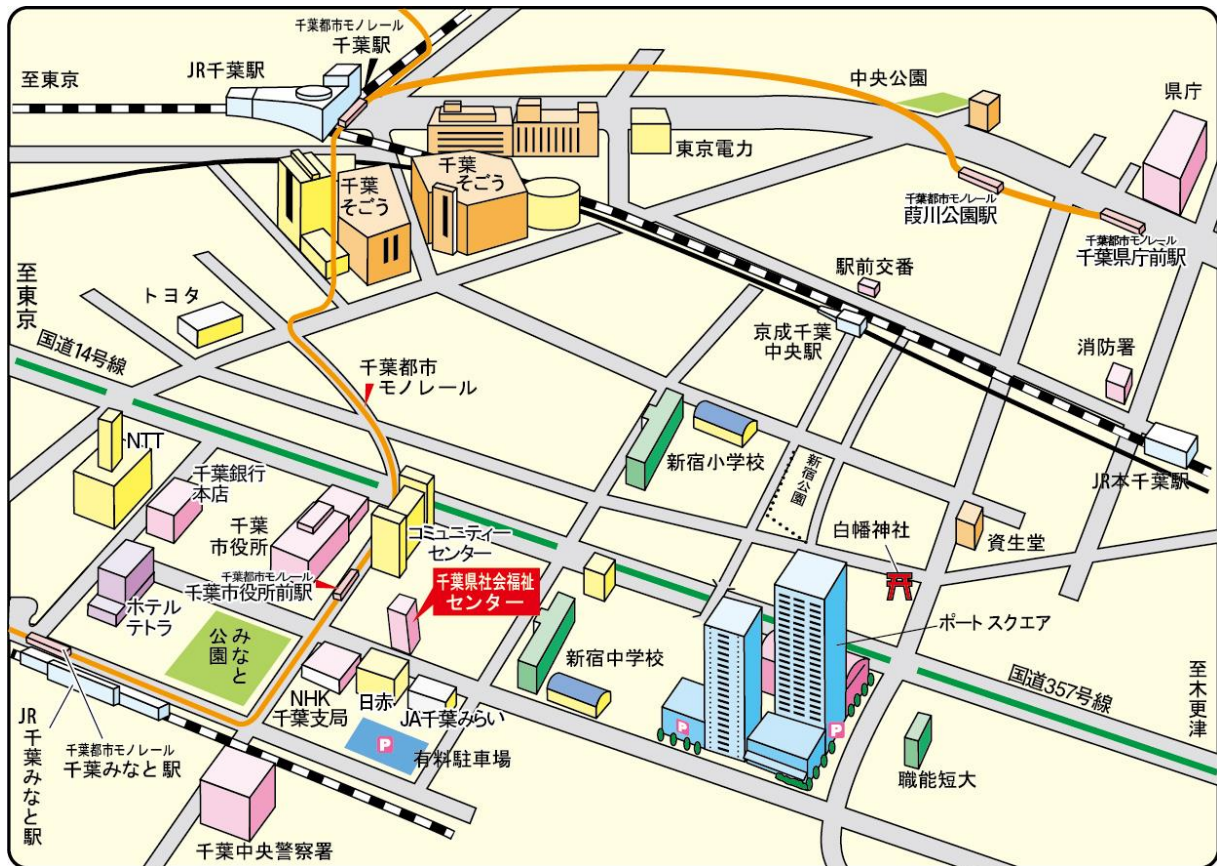 千葉都市モノレール
千葉駅
JR千葉駅
至東京
中央公園
県庁
東京電力
千葉
そごう
千葉
そごう
千葉都市モノレール
葭川公園駅
千葉都市モノレール
千葉県庁前駅
駅前交番
至東京
トヨタ
京成千葉
中央駅
消防署
国道14号線
千葉都市
モノレール
NTT
千葉銀行
本店
新宿小学校
新宿公園
JR本千葉駅
千葉
市役所
コミュニティー
センター
白幡神社
資生堂
千葉都市モノレール
千葉市役所前駅
千葉県社会福祉
センター
ホテル
テトラ
みなと
公園
ポートスクエア
新宿中学校
至木更津
国道357号線
NHK
千葉支局
日赤
JA千葉みらい
JR千葉みなと駅
千葉都市モノレール
千葉みなと駅
P
有料駐車場
P
P
職能短大
千葉中央警察署